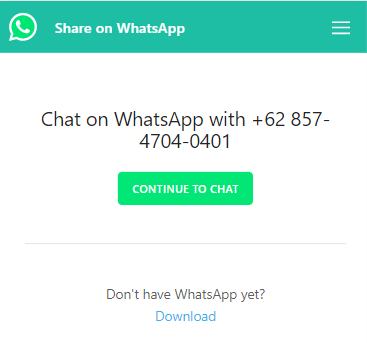 Share on WhatsApp
Chat on WhatsApp with +62 857-
4704-0401
CONTINUE TO CHAT
Don't have WhatsApp yet?
Download